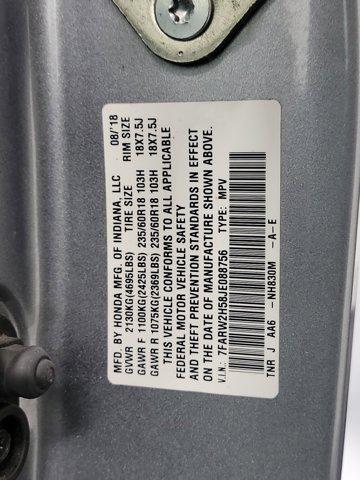 MFD. BY HONDA MFG. OF INDIANA, LLC 08/'18
GVWR 2130KG(4695LBS) TIRE SIZE RIM SIZE
GAWR F 1100KG(2425LBS) 235/60R18 103H 18X7.5J
GAWR R 1075KG(2369LBS) 235/60R18 103H 18X7.5J
THIS VEHICLE CONFORMS TO ALL APPLICABLE
FEDERAL MOTOR VEHICLE SAFETY
AND THEFT PREVENTION STANDARDS IN EFFECT
ON THE DATE OF MANUFACTURE SHOWN ABOVE.
V.I.N: 7FARW2H58JE088756 TYPE: MPV
TNR J AA6 -NH830M -A-E